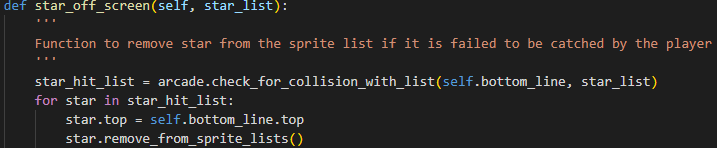 def star_off_screen(self, star_list):
    '''
    Function to remove star from the sprite list if it is failed to be catched by the player
    '''
    star_hit_list = arcade.check_for_collision_with_list(self.bottom_line, star_list)
    for star in star_hit_list:
        star.top = self.bottom_line.top
        star.remove_from_sprite_lists()